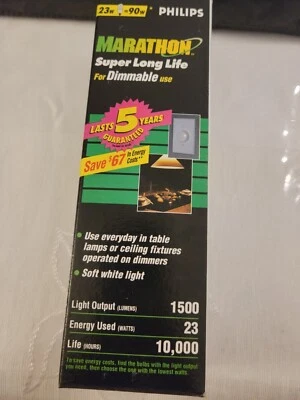 23w=90w PHILIPS
MARATHON
Super Long Life
For Dimmable use
LASTS 5 YEARS
GUARANTEED
Save $67 in Energy
Costs
• Use everyday in table
lamps or ceiling fixtures
operated on dimmers
• Soft white light
Light Output (LUMENS) 1500
Energy Used (WATTS) 23
Life (HOURS) 10,000
To save energy costs, find the bulbs with the light output
you need, then choose the one with the lowest watts.